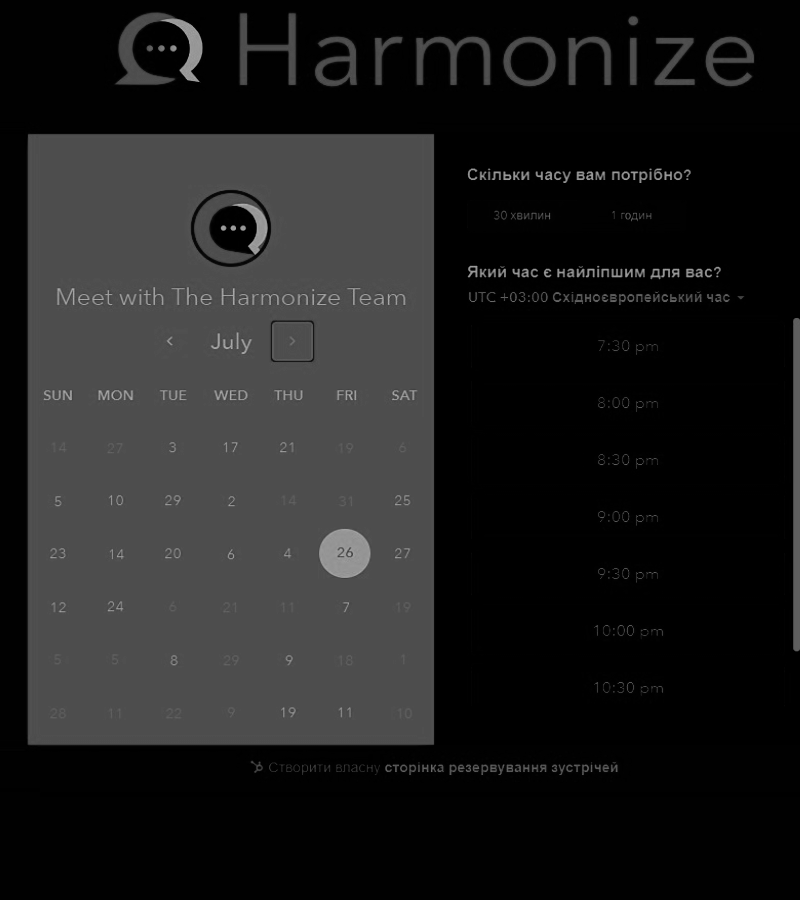 Harmonize
Meet with The Harmonize Team
July
SUN MON TUE WED THU FRI SAT
14 27 3 17 21 19 6
5 10 29 2 14 31 25
23 14 20 6 4 26 27
12 24 6 21 11 7 19
5 5 8 29 9 18 1
28 11 22 9 19 11 10
Скільки часу вам потрібно?
30 хвилин 1 годин
Який час є найліпшим для вас?
UTC +03:00 Східноєвропейський час
7:30 pm
8:00 pm
8:30 pm
9:00 pm
9:30 pm
10:00 pm
10:30 pm
Створити власну сторінка резервування зустрічей